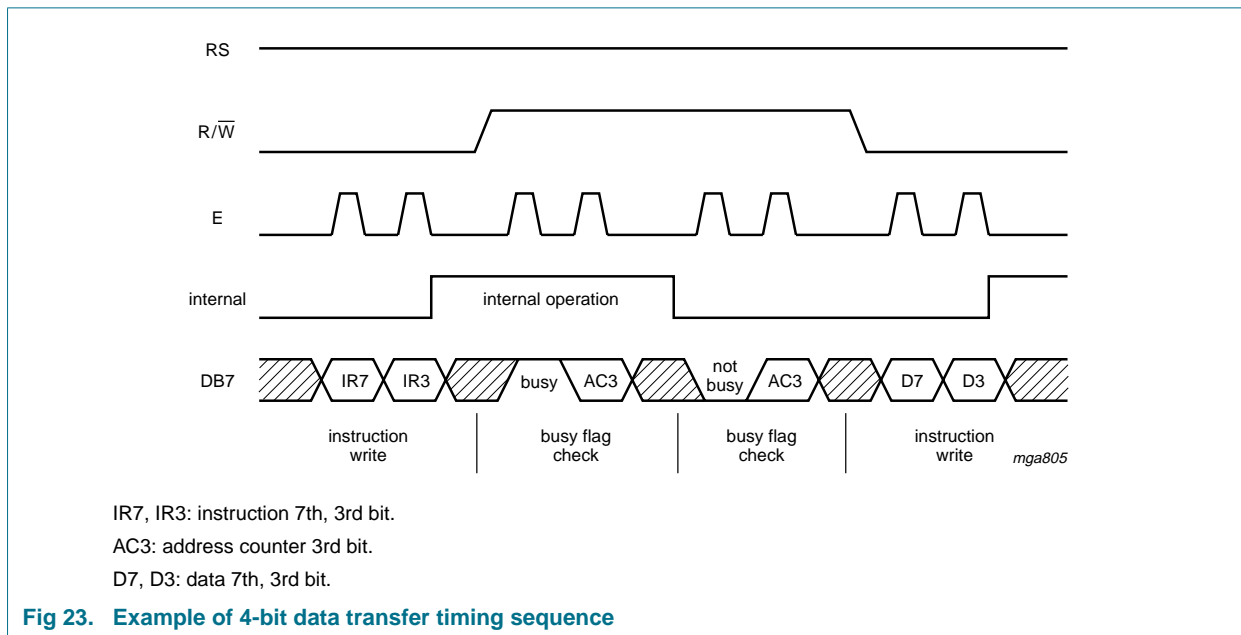 RS
R/W̅
E
internal
internal operation
DB7
IR7 IR3 busy AC3 not busy AC3 D7 D3
instruction write
busy flag check
busy flag check
instruction write
mga805
IR7, IR3: instruction 7th, 3rd bit.
AC3: address counter 3rd bit.
D7, D3: data 7th, 3rd bit.
Fig 23. Example of 4-bit data transfer timing sequence